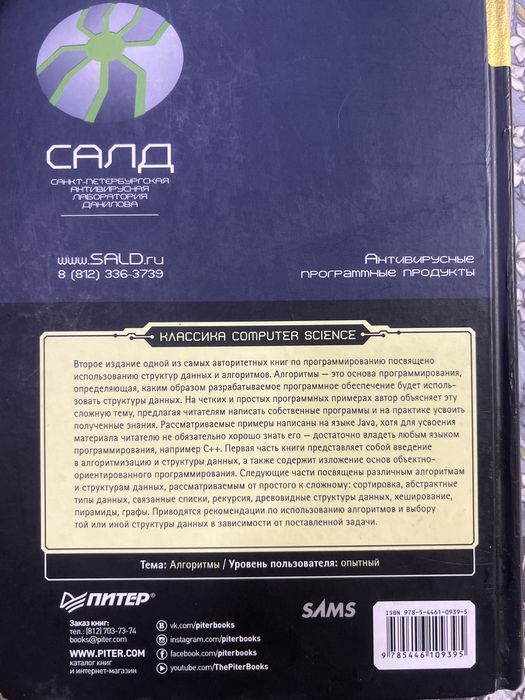 САЛД
САНКТ-ПЕТЕРБУРГСКАЯ
АНТИВИРУСНАЯ
ЛАБОРАТОРИЯ
ДАНИЛОВА
www.SALD.ru
8 (812) 336-3739
Антивирусные
программные продукты
КЛАССИКА COMPUTER SCIENCE
Второе издание одной из самых авторитетных книг по программированию посвящено
использованию структур данных и алгоритмов. Алгоритмы — это основа программирования,
определяющая, каким образом разрабатываемое программное обеспечение будет исполь-
зовать структуры данных. На четких и простых программных примерах автор объясняет эту
сложную тему, предлагая читателям написать собственные программы и на практике усвоить
полученные знания. Рассматриваемые примеры написаны на языке Java, хотя для усвое-
ния материала читателю не обязательно хорошо знать его — достаточно владеть любым языком
программирования, например C++. Первая часть книги представляет собой введение
в алгоритмизацию и структуры данных, а также содержит изложение основ объектно-
ориентированного программирования. Следующие части посвящены различным алгоритмам
и структурам данных, рассматриваемым от простого к сложному: сортировка, абстрактные
типы данных, связанные списки, рекурсия, древовидные структуры данных, хеширование,
пирамиды, графы. Приводятся рекомендации по использованию алгоритмов и выбору
той или иной структуры данных в зависимости от поставленной задачи.
Тема: Алгоритмы / Уровень пользователя: опытный
ПИТЕР
Заказ книг:
тел.: (812) 703-73-74
books@piter.com
WWW.PITER.COM
каталог книг
и интернет-магазин
vk.com/piterbooks
instagram.com/piterbooks
facebook.com/piterbooks
youtube.com/ThePiterBooks
SAMS
ISBN 978-5-4461-0939-5
9 785446 109395